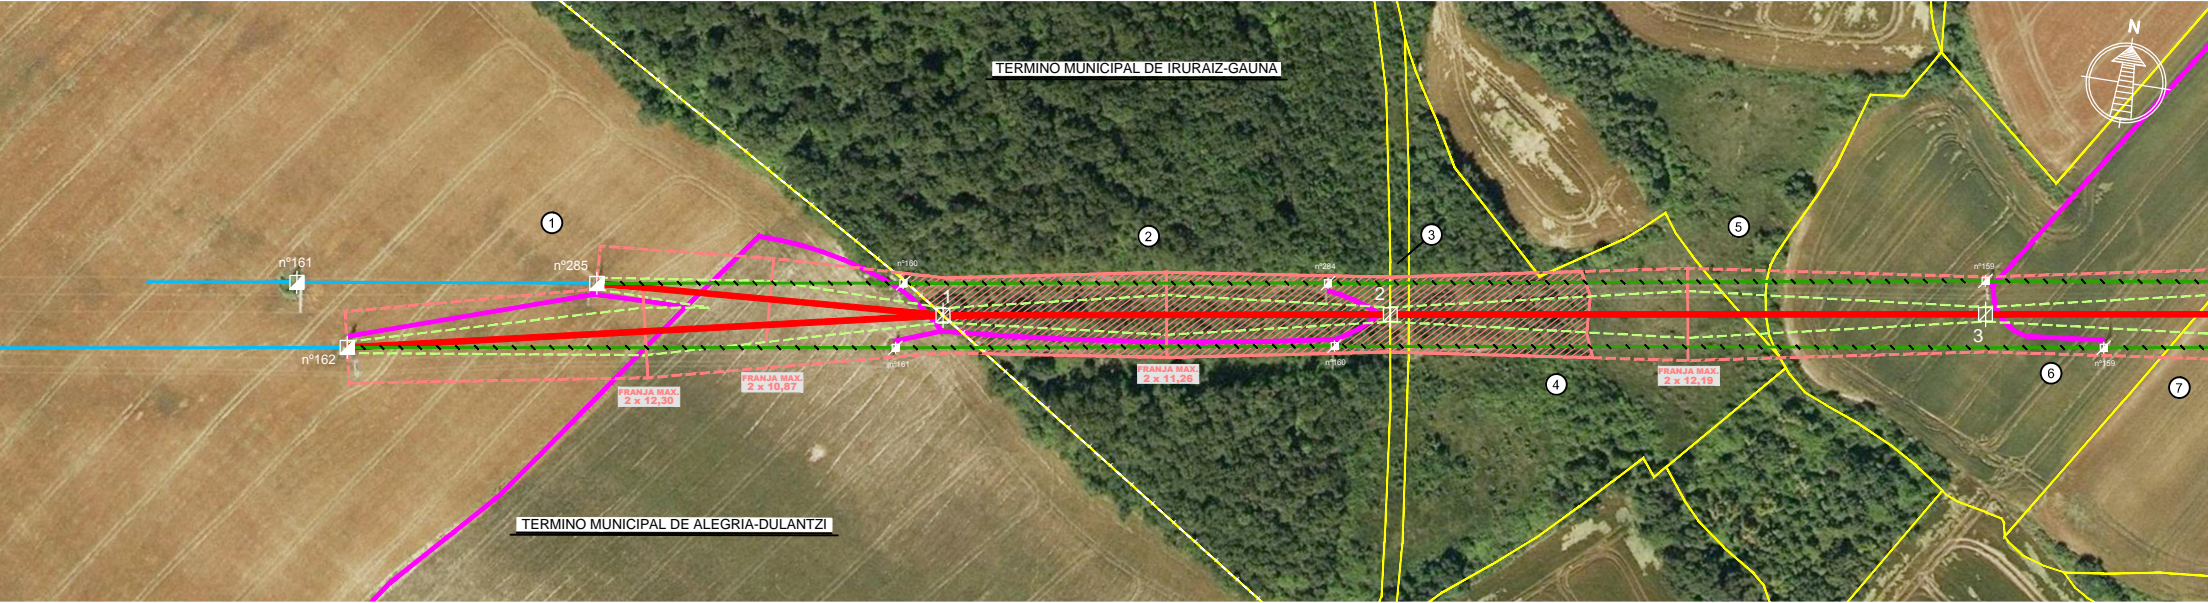 N
TERMINO MUNICIPAL DE IRURAIZ-GAUNA
1
2
3
5
nº161
nº285
nº160
nº284
nº159
1
2
3
nº162
nº161
nº160
nº159
FRANJA MAX.
2 x 12,30
FRANJA MAX.
2 x 10,87
FRANJA MAX.
2 x 11,26
FRANJA MAX.
2 x 12,19
4
6
7
TERMINO MUNICIPAL DE ALEGRIA-DULANTZI